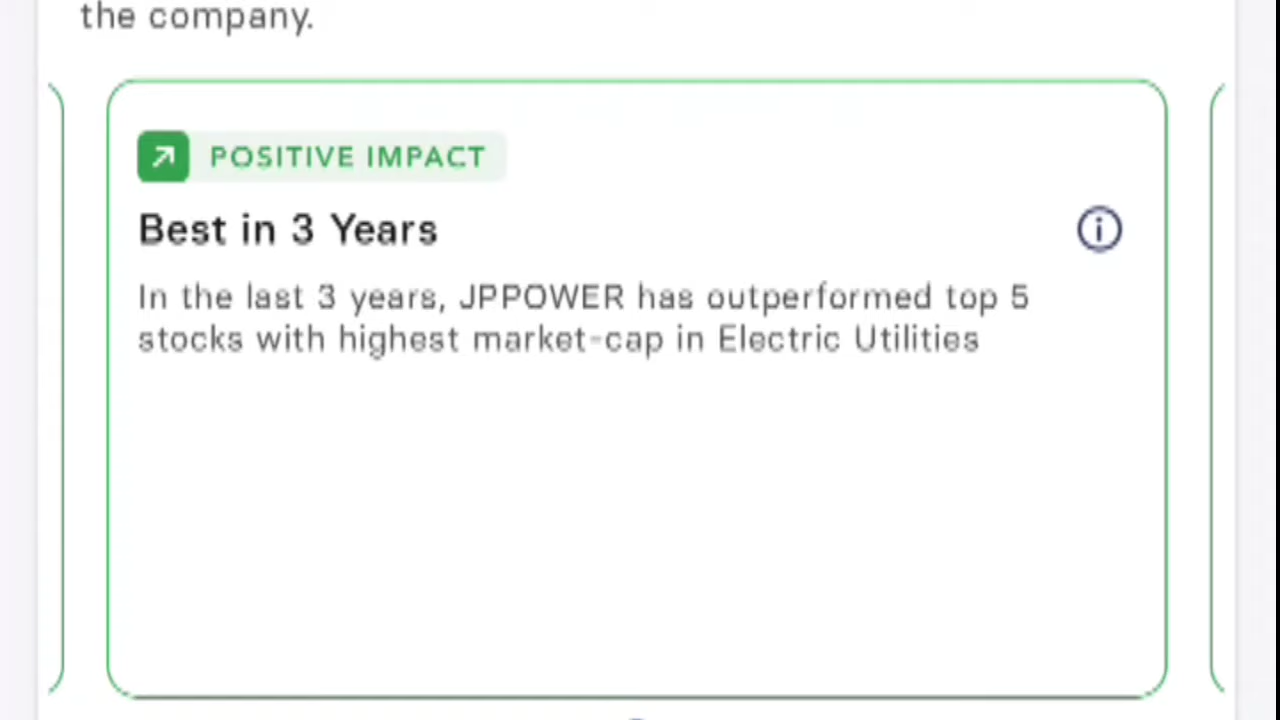 the company.
POSITIVE IMPACT
Best in 3 Years
In the last 3 years, JPPOWER has outperformed top 5
stocks with highest market-cap in Electric Utilities